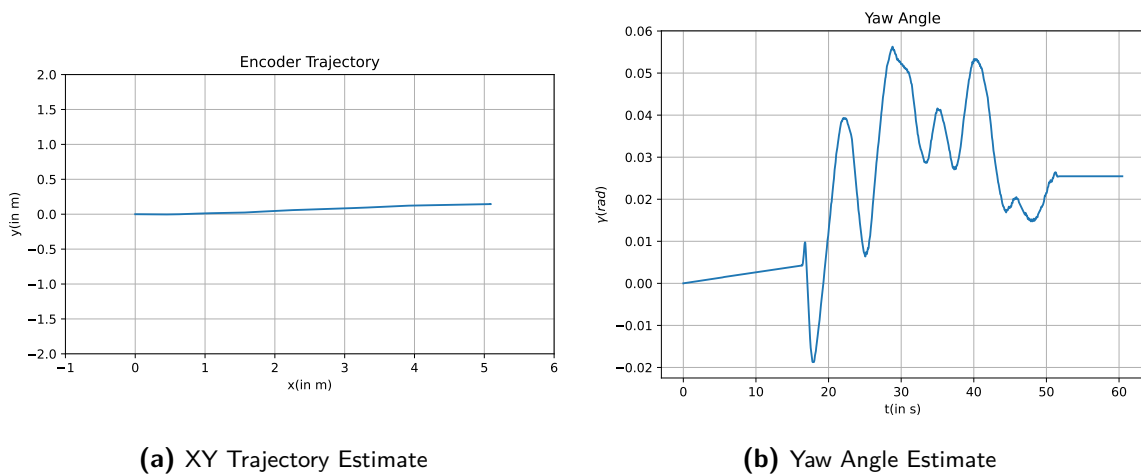 Encoder Trajectory
2.0
1.5
1.0
0.5
0.0
−0.5
−1.0
−1.5
−2.0
y(in m)
−1 0 1 2 3 4 5 6
x(in m)
(a) XY Trajectory Estimate
Yaw Angle
0.06
0.05
0.04
0.03
0.02
0.01
0.00
−0.01
−0.02
γ(rad)
0 10 20 30 40 50 60
t(in s)
(b) Yaw Angle Estimate